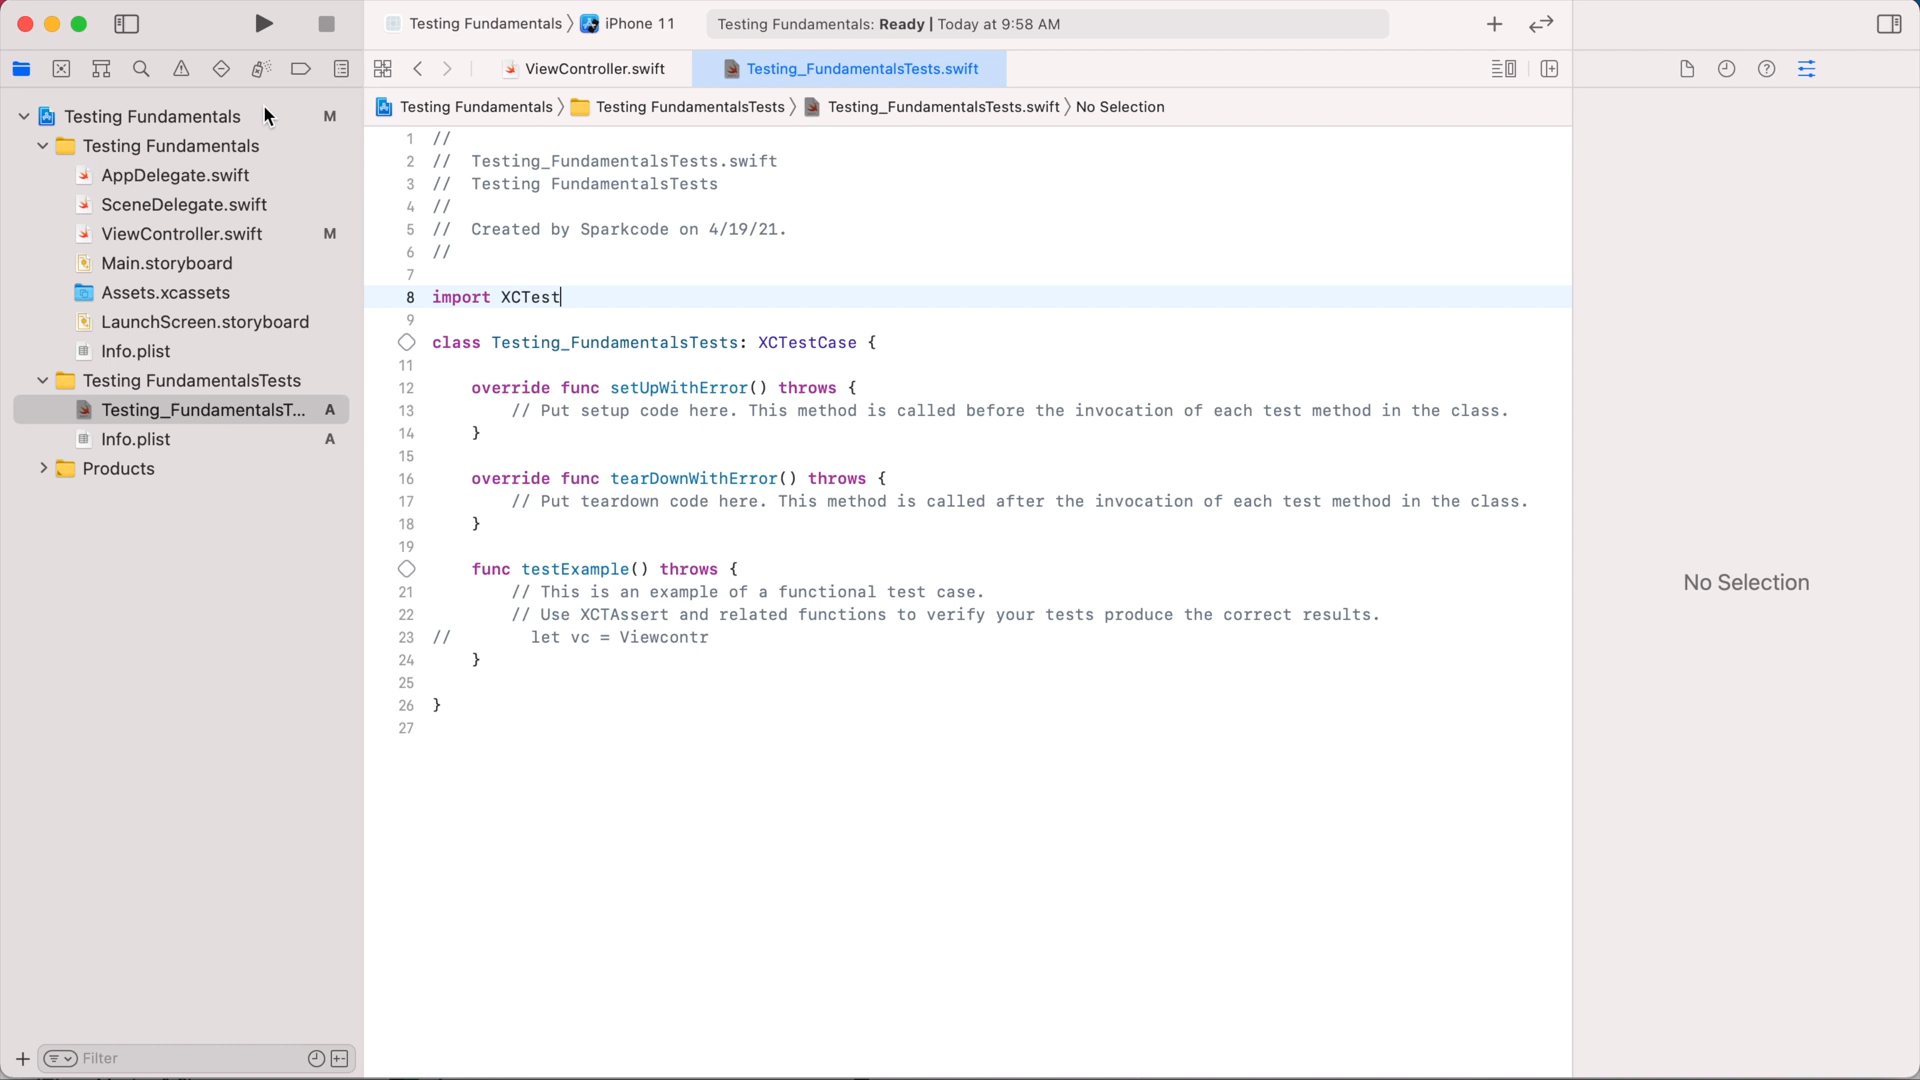 Testing Fundamentals 〉 iPhone 11
Testing Fundamentals: Ready | Today at 9:58 AM
ViewController.swift
Testing_FundamentalsTests.swift
Testing Fundamentals 〉 Testing FundamentalsTests 〉 Testing_FundamentalsTests.swift 〉 No Selection
Testing Fundamentals M
Testing Fundamentals
AppDelegate.swift
SceneDelegate.swift
ViewController.swift M
Main.storyboard
Assets.xcassets
LaunchScreen.storyboard
Info.plist
Testing FundamentalsTests
Testing_FundamentalsT... A
Info.plist A
Products
Filter
1 //
2 //  Testing_FundamentalsTests.swift
3 //  Testing FundamentalsTests
4 //
5 //  Created by Sparkcode on 4/19/21.
6 //
7
8 import XCTest
9
class Testing_FundamentalsTests: XCTestCase {
11
12     override func setUpWithError() throws {
13         // Put setup code here. This method is called before the invocation of each test method in the class.
14     }
15
16     override func tearDownWithError() throws {
17         // Put teardown code here. This method is called after the invocation of each test method in the class.
18     }
19
func testExample() throws {
21         // This is an example of a functional test case.
22         // Use XCTAssert and related functions to verify your tests produce the correct results.
23 //        let vc = Viewcontr
24     }
25
26 }
27
No Selection